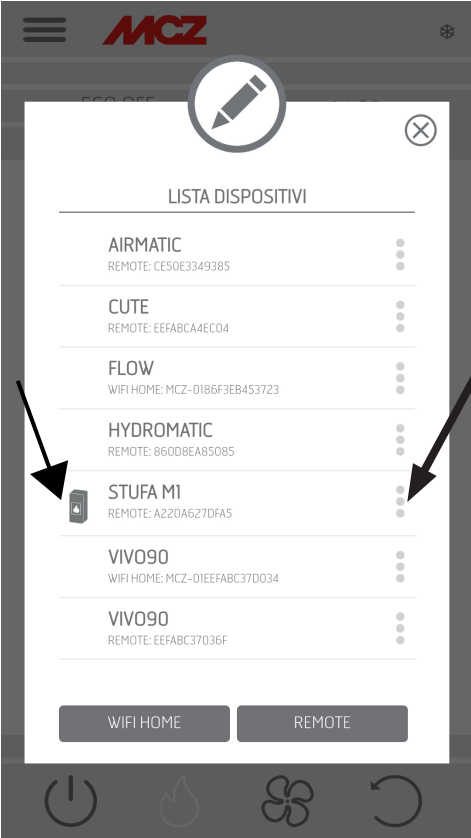 MCZ
LISTA DISPOSITIVI
AIRMATIC
REMOTE: CE50E3349385
CUTE
REMOTE: EEFABCA4EC04
FLOW
WIFI HOME: MCZ-0186F3EB453723
HYDROMATIC
REMOTE: 860D8EA85085
STUFA M1
REMOTE: A220A627DFA5
VIVO90
WIFI HOME: MCZ-01EEFABC37D034
VIVO90
REMOTE: EEFABC37036F
WIFI HOME
REMOTE